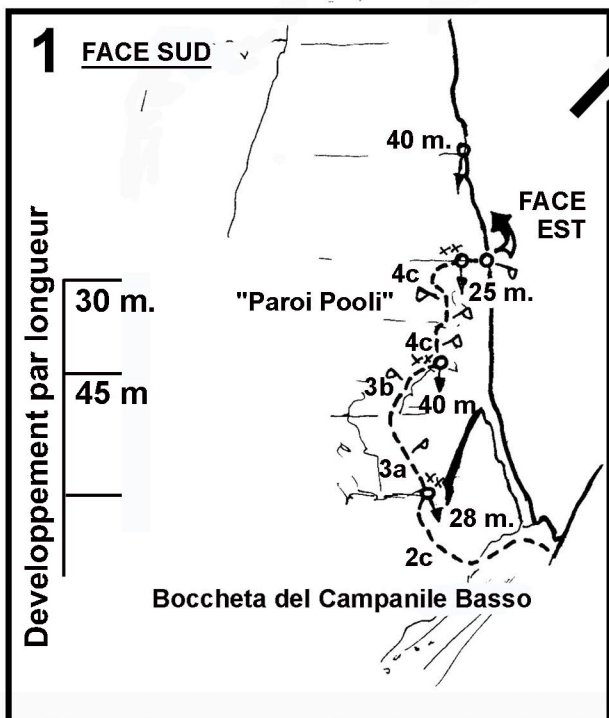 1 FACE SUD
40 m.
FACE
EST
4c
25 m.
"Paroi Pooli"
30 m.
4c
3b
45 m
40 m
3a
28 m.
2c
Boccheta del Campanile Basso
Developpement par longueur